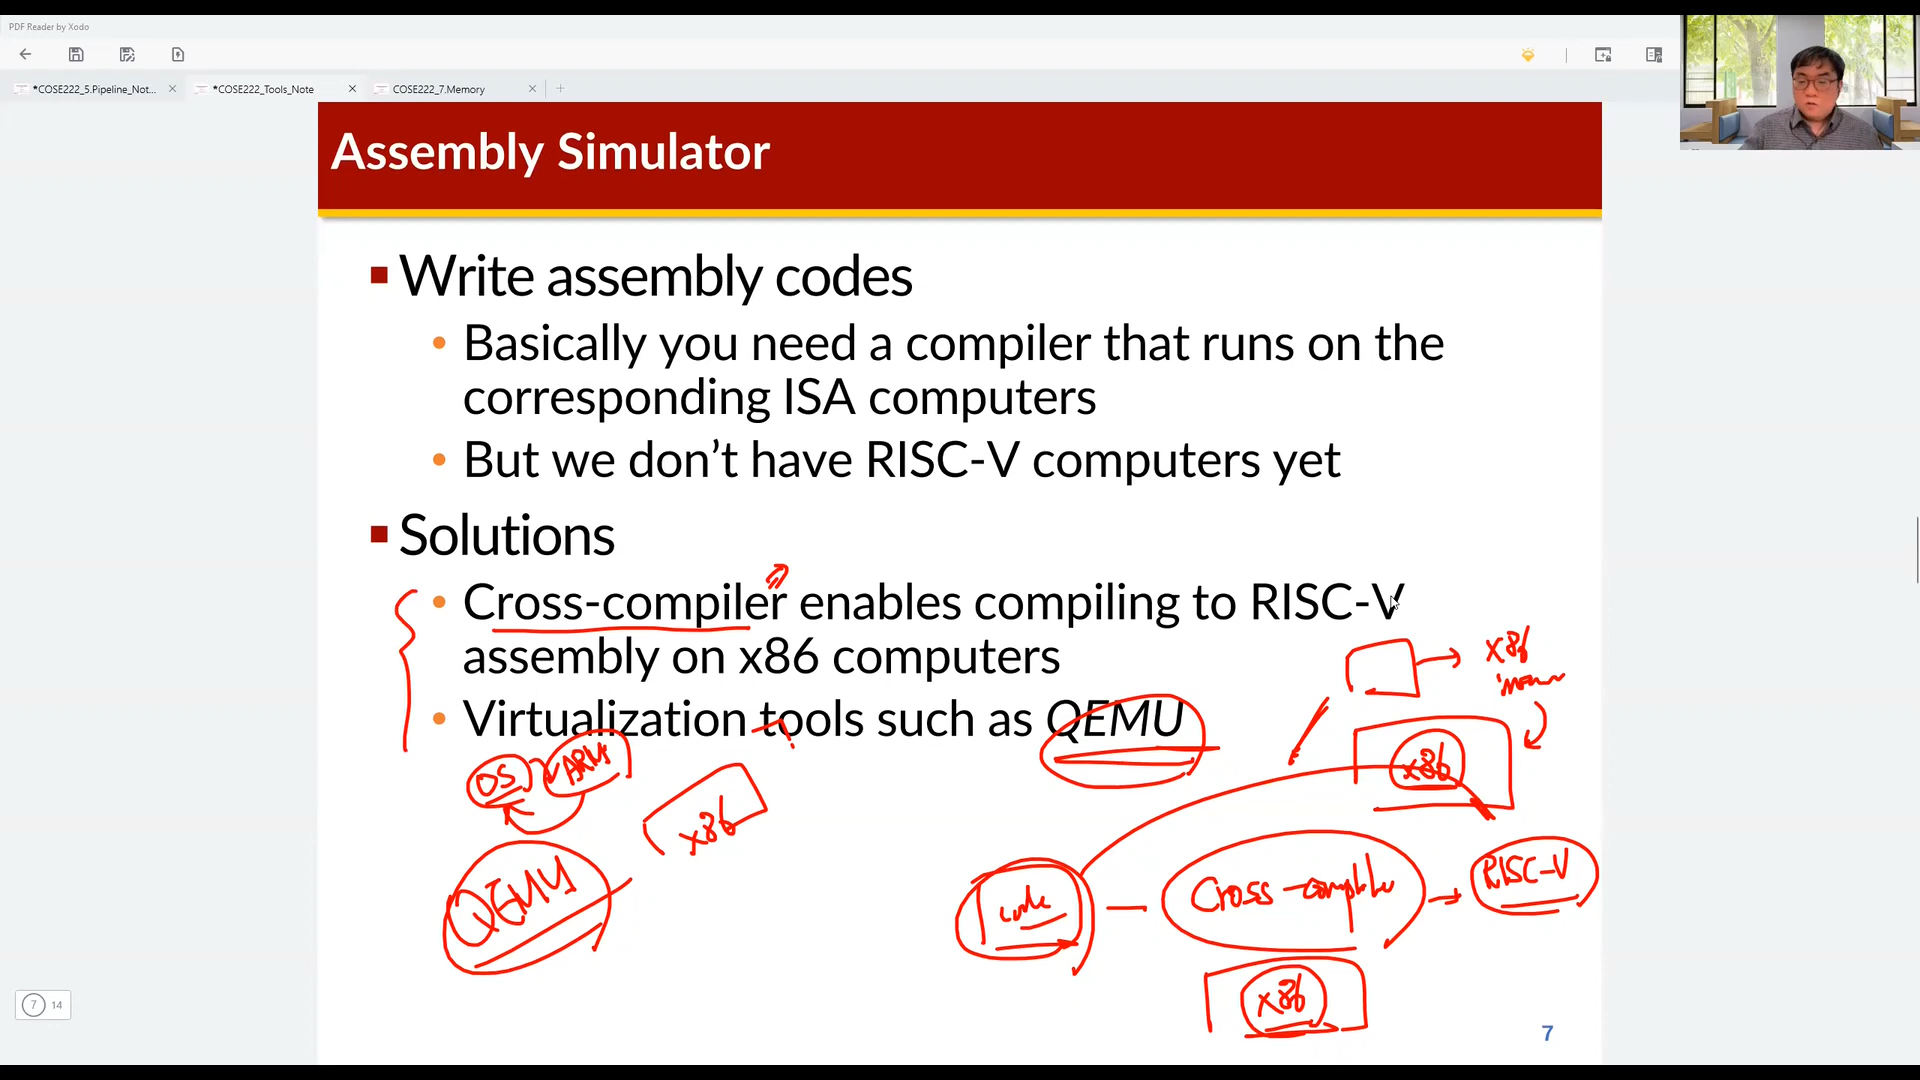 PDF Reader by Xodo
*COSE222_5.Pipeline_Not...
*COSE222_Tools_Note
COSE222_7.Memory
Assembly Simulator
Write assembly codes
Basically you need a compiler that runs on the
corresponding ISA computers
But we don't have RISC-V computers yet
Solutions
Cross-compiler enables compiling to RISC-V
assembly on x86 computers
x86
Virtualization tools such as QEMU
OS
ARM
x86
x86
QEMU
code
Cross-compiler
RISC-V
x86
7
14
7